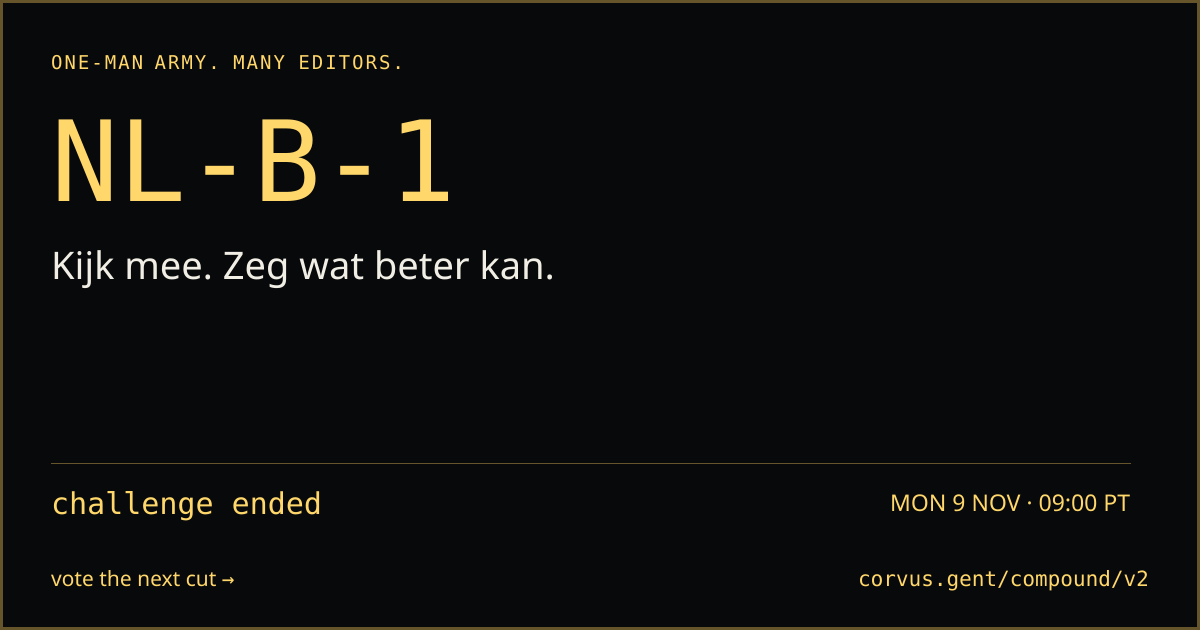 ONE-MAN ARMY. MANY EDITORS.
NL-B-1
Kijk mee. Zeg wat beter kan.
challenge ended
MON 9 NOV · 09:00 PT
vote the next cut →
corvus.gent/compound/v2